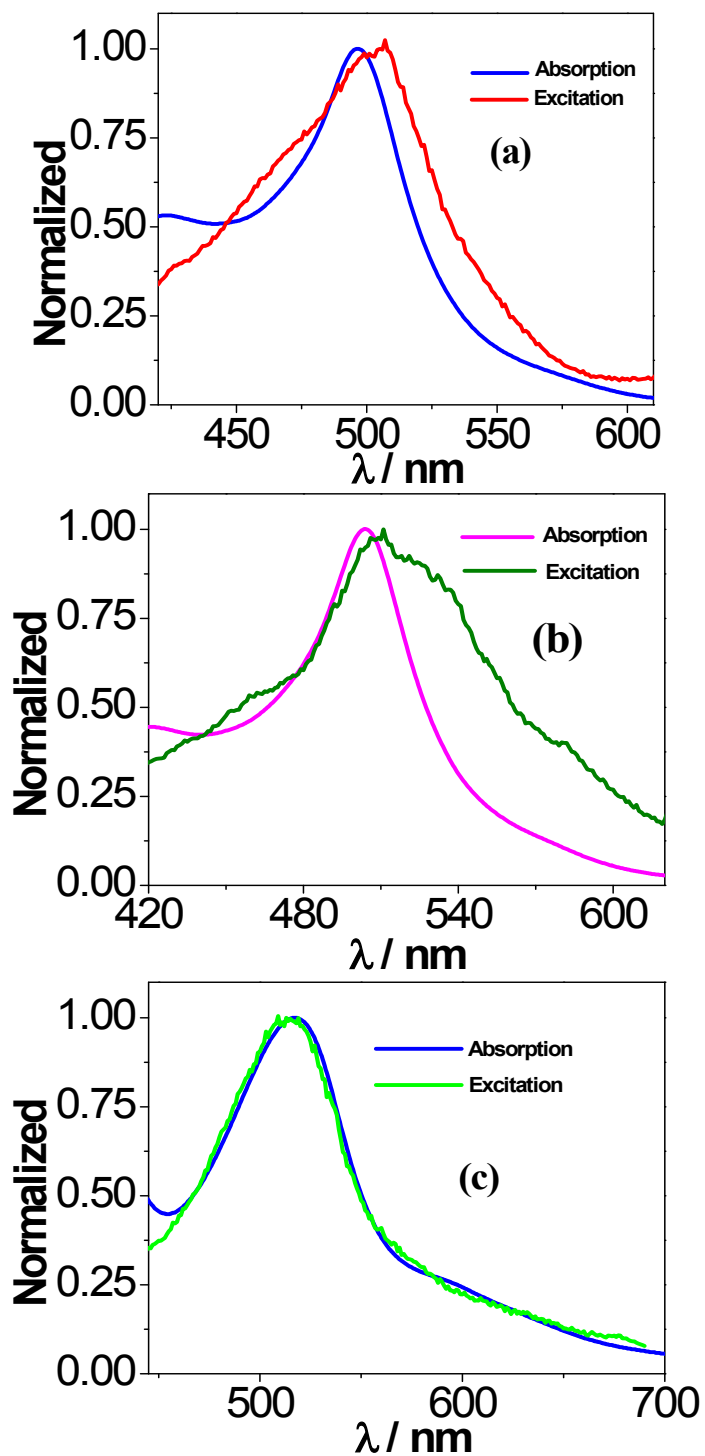 1.00
Absorption
Excitation
0.75
(a)
0.50
0.25
0.00
Normalized
450 500 550 600
λ / nm
1.00
Absorption
Excitation
0.75
(b)
0.50
0.25
0.00
Normalized
420 480 540 600
λ / nm
1.00
Absorption
Excitation
0.75
(c)
0.50
0.25
0.00
Normalized
500 600 700
λ / nm